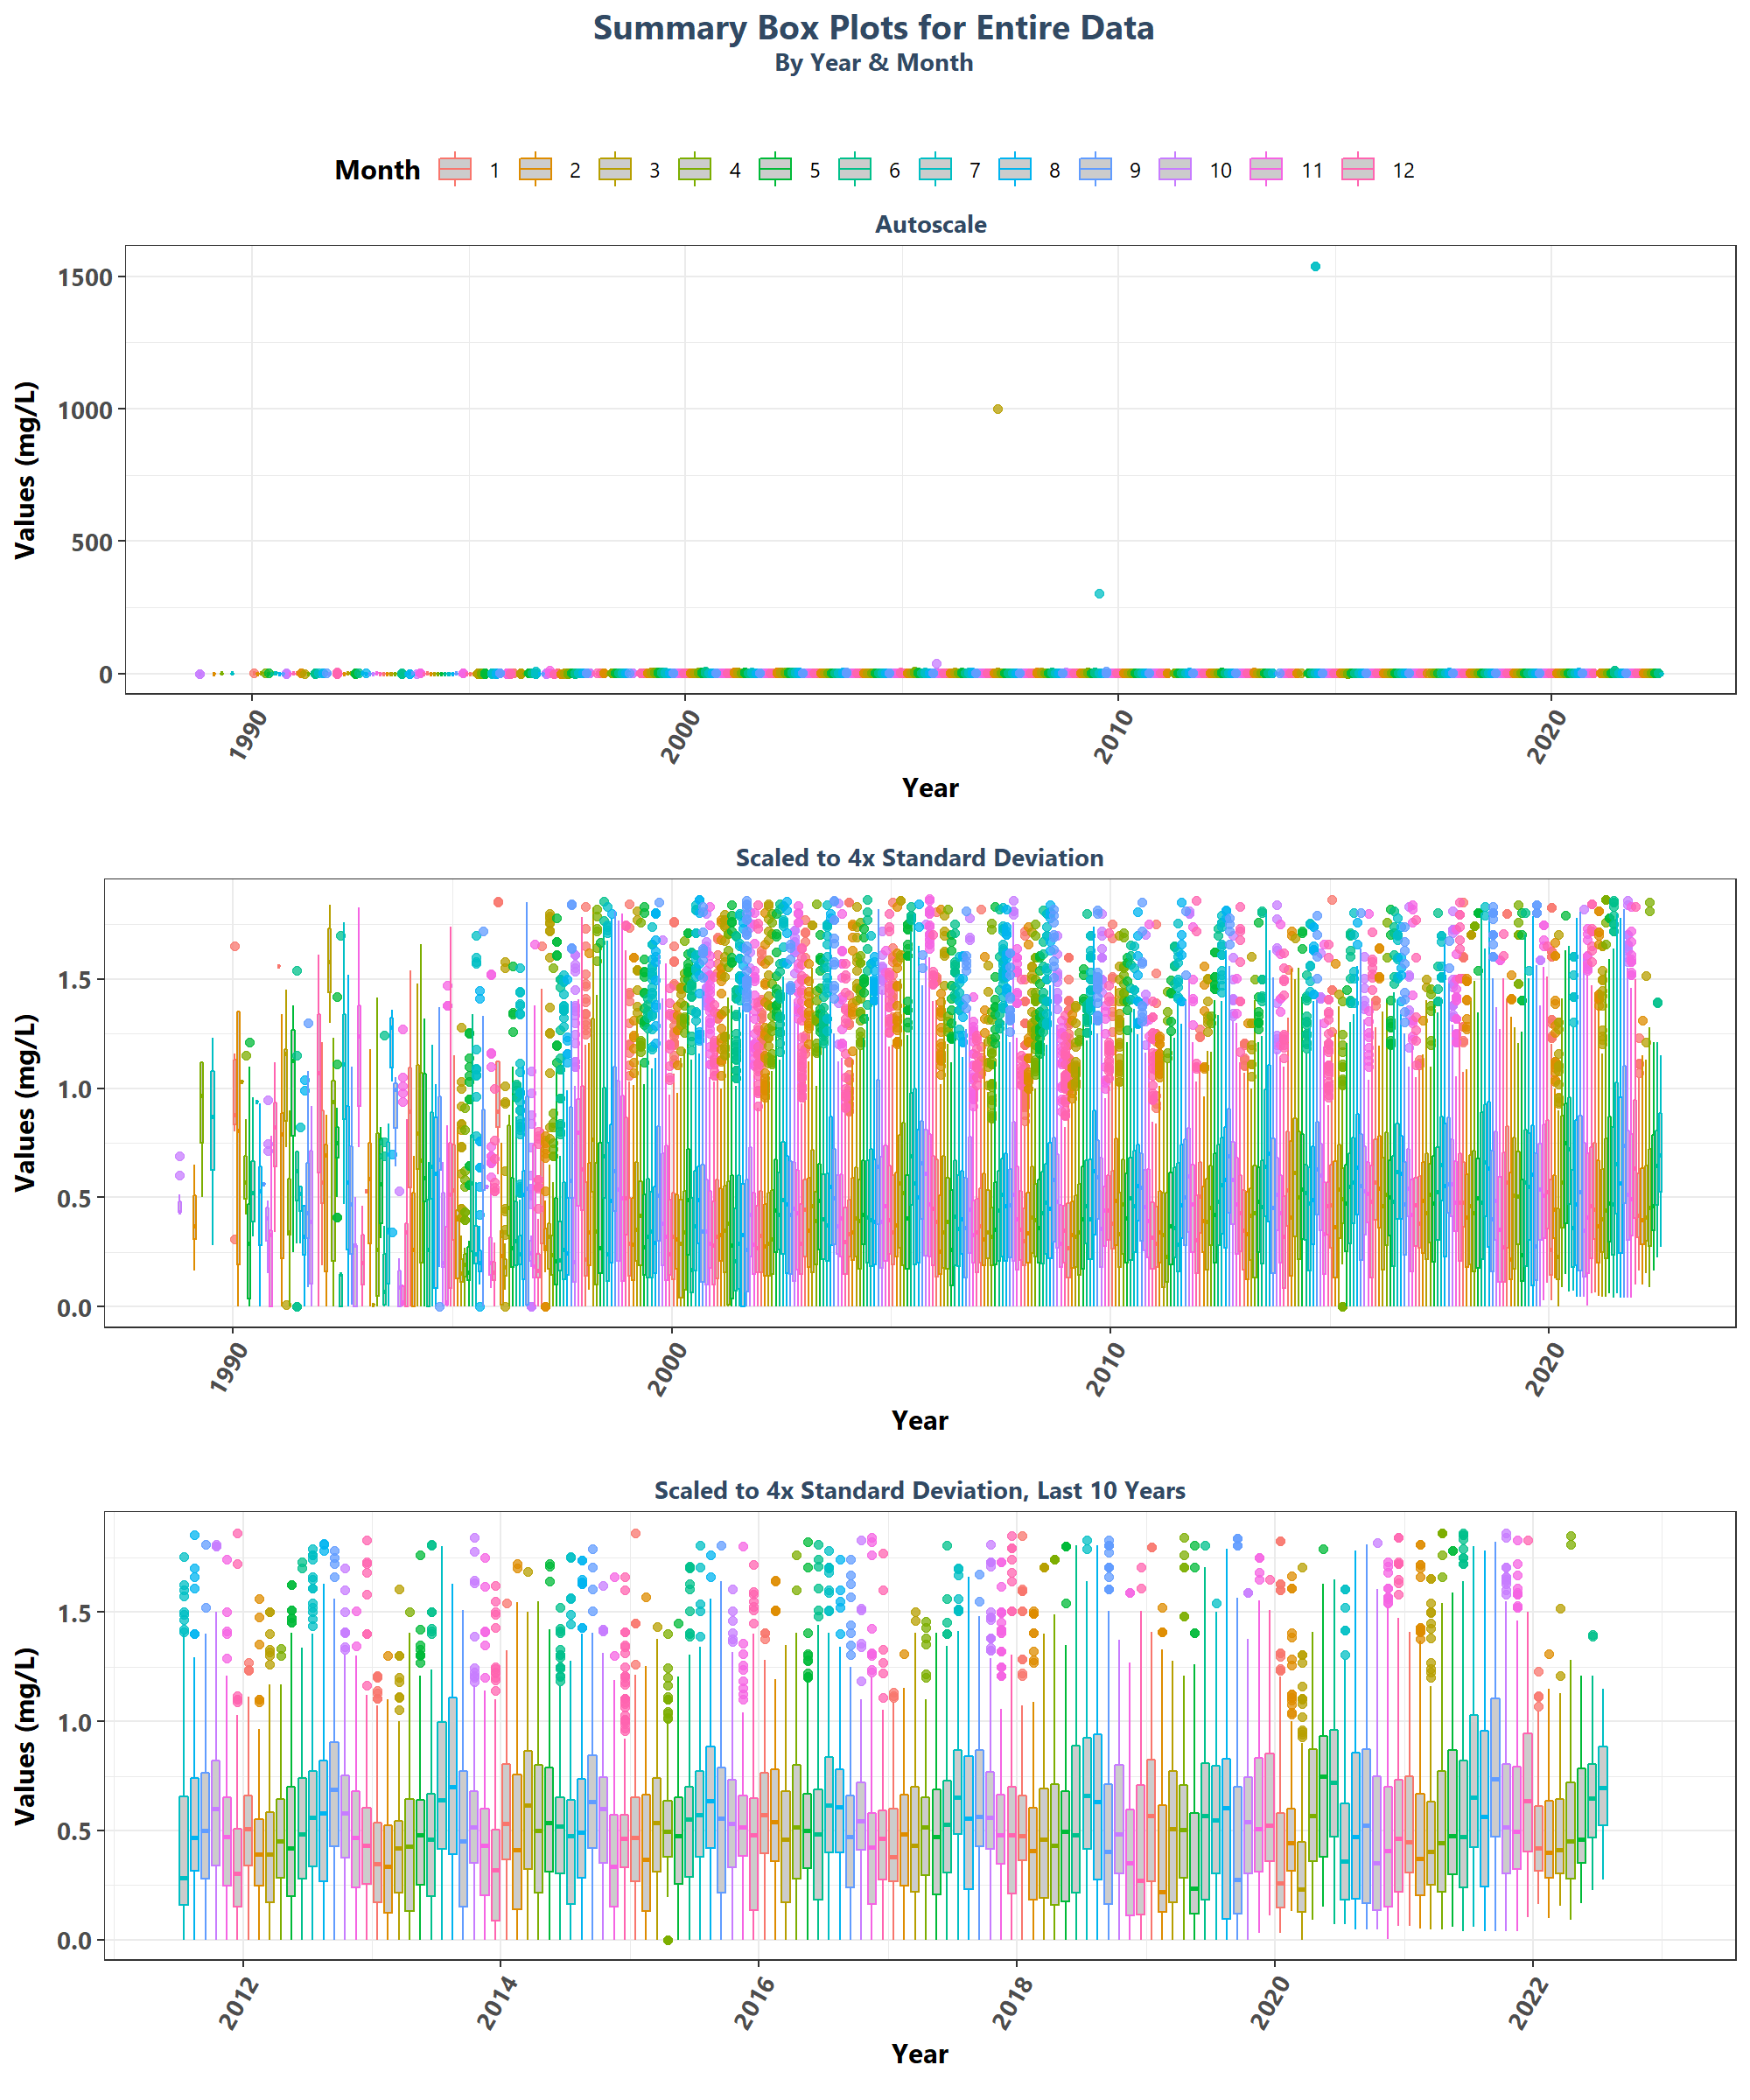 Summary Box Plots for Entire Data
By Year & Month
Month 1 2 3 4 5 6 7 8 9 10 11 12
Autoscale
Values (mg/L)
1500
1000
500
0
1990 2000 2010 2020
Year
Scaled to 4x Standard Deviation
Values (mg/L)
1.5
1.0
0.5
0.0
1990 2000 2010 2020
Year
Scaled to 4x Standard Deviation, Last 10 Years
Values (mg/L)
1.5
1.0
0.5
0.0
2012 2014 2016 2018 2020 2022
Year